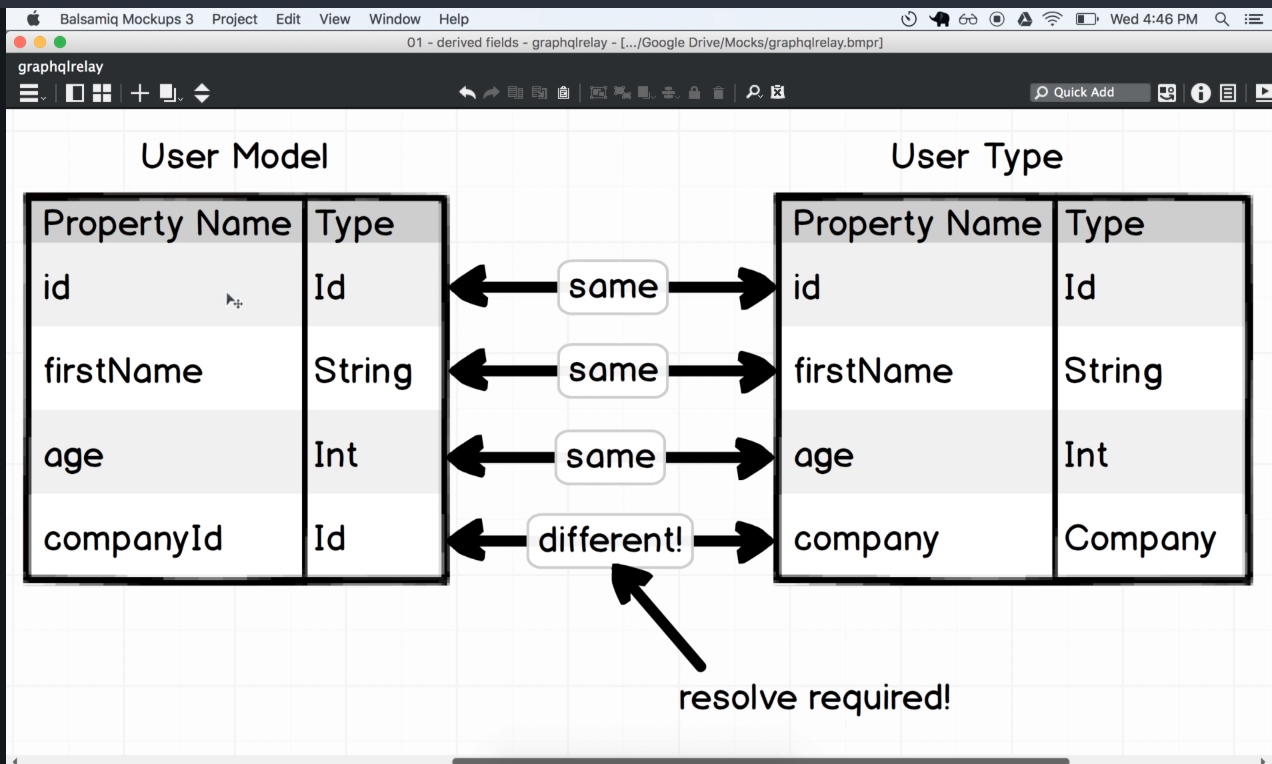 Balsamiq Mockups 3 Project Edit View Window Help Wed 4:46 PM
01 - derived fields - graphqlrelay - [.../Google Drive/Mocks/graphqlrelay.bmpr]
graphqlrelay
Quick Add
User Model User Type
Property Name Type Property Name Type
id Id same id Id
firstName String same firstName String
age Int same age Int
companyId Id different! company Company
resolve required!